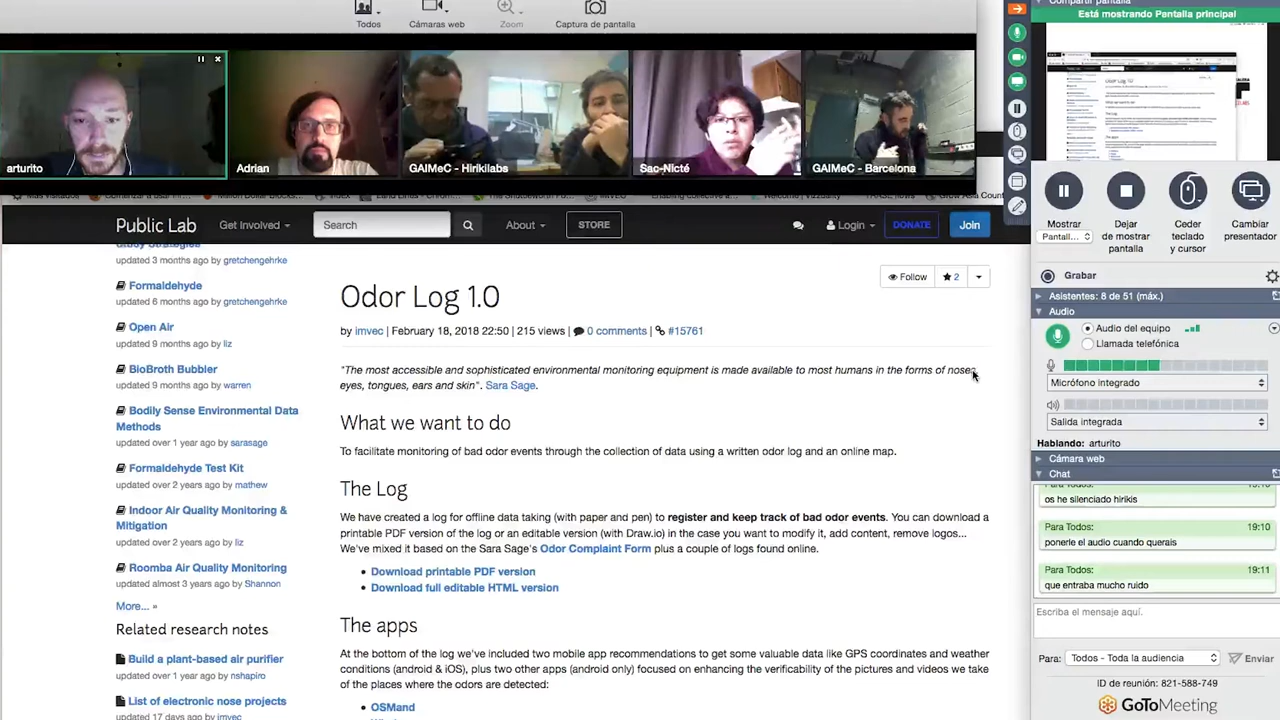 Todos
Cámaras web
Zoom
Captura de pantalla
arturito
Adrian
GAIMeC - Hirikilabs
-Nicté
GAIMeC - Barcelona
Public Lab
Get Involved
Search
About
STORE
Login
DONATE
Join
updated 3 months ago by gretchengehrke
Formaldehyde
updated 6 months ago by gretchengehrke
Open Air
updated 9 months ago by liz
BioBroth Bubbler
updated 9 months ago by warren
Bodily Sense Environmental Data
Methods
updated over 1 year ago by sarasage
Formaldehyde Test Kit
updated over 2 years ago by mathew
Indoor Air Quality Monitoring &
Mitigation
updated over 2 years ago by liz
Roomba Air Quality Monitoring
updated almost 3 years ago by Shannon
More... »
Related research notes
Build a plant-based air purifier
updated over 1 year ago by nshapiro
List of electronic nose projects
updated 17 days ago by imvec
Follow
2
Odor Log 1.0
by imvec | February 18, 2018 22:50 | 215 views | 0 comments | #15761
"The most accessible and sophisticated environmental monitoring equipment is made available to most humans in the forms of noses,
eyes, tongues, ears and skin". Sara Sage.
What we want to do
To facilitate monitoring of bad odor events through the collection of data using a written odor log and an online map.
The Log
We have created a log for offline data taking (with paper and pen) to register and keep track of bad odor events. You can download a
printable PDF version of the log or an editable version (with Draw.io) in the case you want to modify it, add content, remove logos...
We've mixed it based on the Sara Sage's Odor Complaint Form plus a couple of logs found online.
• Download printable PDF version
• Download full editable HTML version
The apps
At the bottom of the log we've included two mobile app recommendations to get some valuable data like GPS coordinates and weather
conditions (android & iOS), plus two other apps (android only) focused on enhancing the verificability of the pictures and videos we take
of the places where the odors are detected:
• OSMand
Compartir pantalla
Está mostrando Pantalla principal
Odor Log 1.0
Mostrar
Pantall...
Dejar
de mostrar
pantalla
Ceder
teclado
y cursor
Cambiar
presentador
Grabar
Asistentes: 8 de 51 (máx.)
Audio
Audio del equipo
Llamada telefónica
Micrófono integrado
Salida integrada
Hablando: arturito
Cámara web
Chat
os he silenciado hirikis
Para Todos: 19:10
ponerle el audio cuando querais
Para Todos: 19:11
que entraba mucho ruido
Escriba el mensaje aquí.
Para: Todos - Toda la audiencia
Enviar
ID de reunión: 821-588-749
GoToMeeting